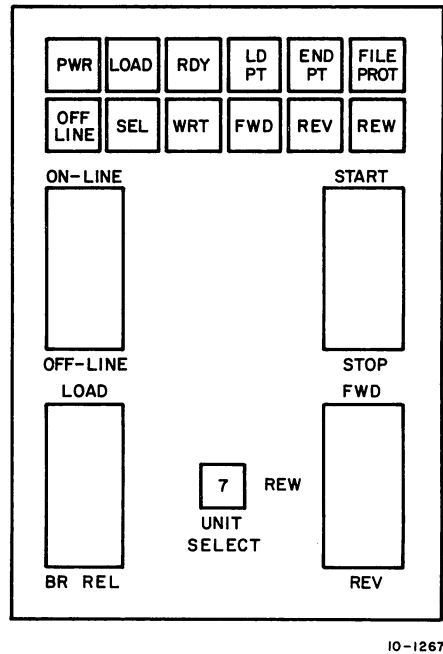 PWR LOAD RDY LD PT END PT FILE PROT
OFF LINE SEL WRT FWD REV REW
ON-LINE START
OFF-LINE STOP
LOAD FWD
7 REW
UNIT
SELECT
BR REL REV
10-1267